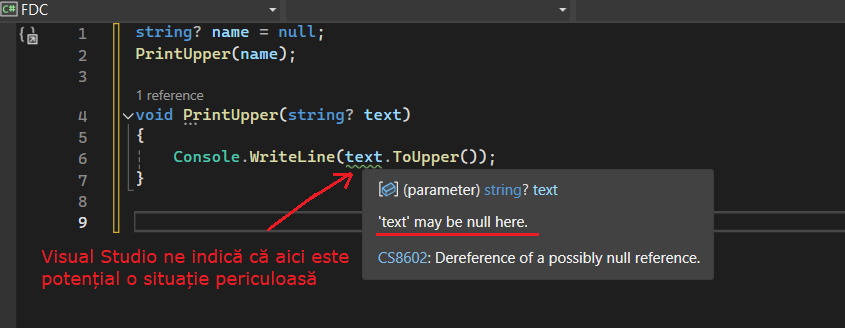 C# FDC
1 string? name = null;
2 PrintUpper(name);
3
1 reference
4 void PrintUpper(string? text)
5 {
6 Console.WriteLine(text.ToUpper());
7 }
8
9
(parameter) string? text
'text' may be null here.
CS8602: Dereference of a possibly null reference.
Visual Studio ne indică că aici este
potențial o situație periculoasă